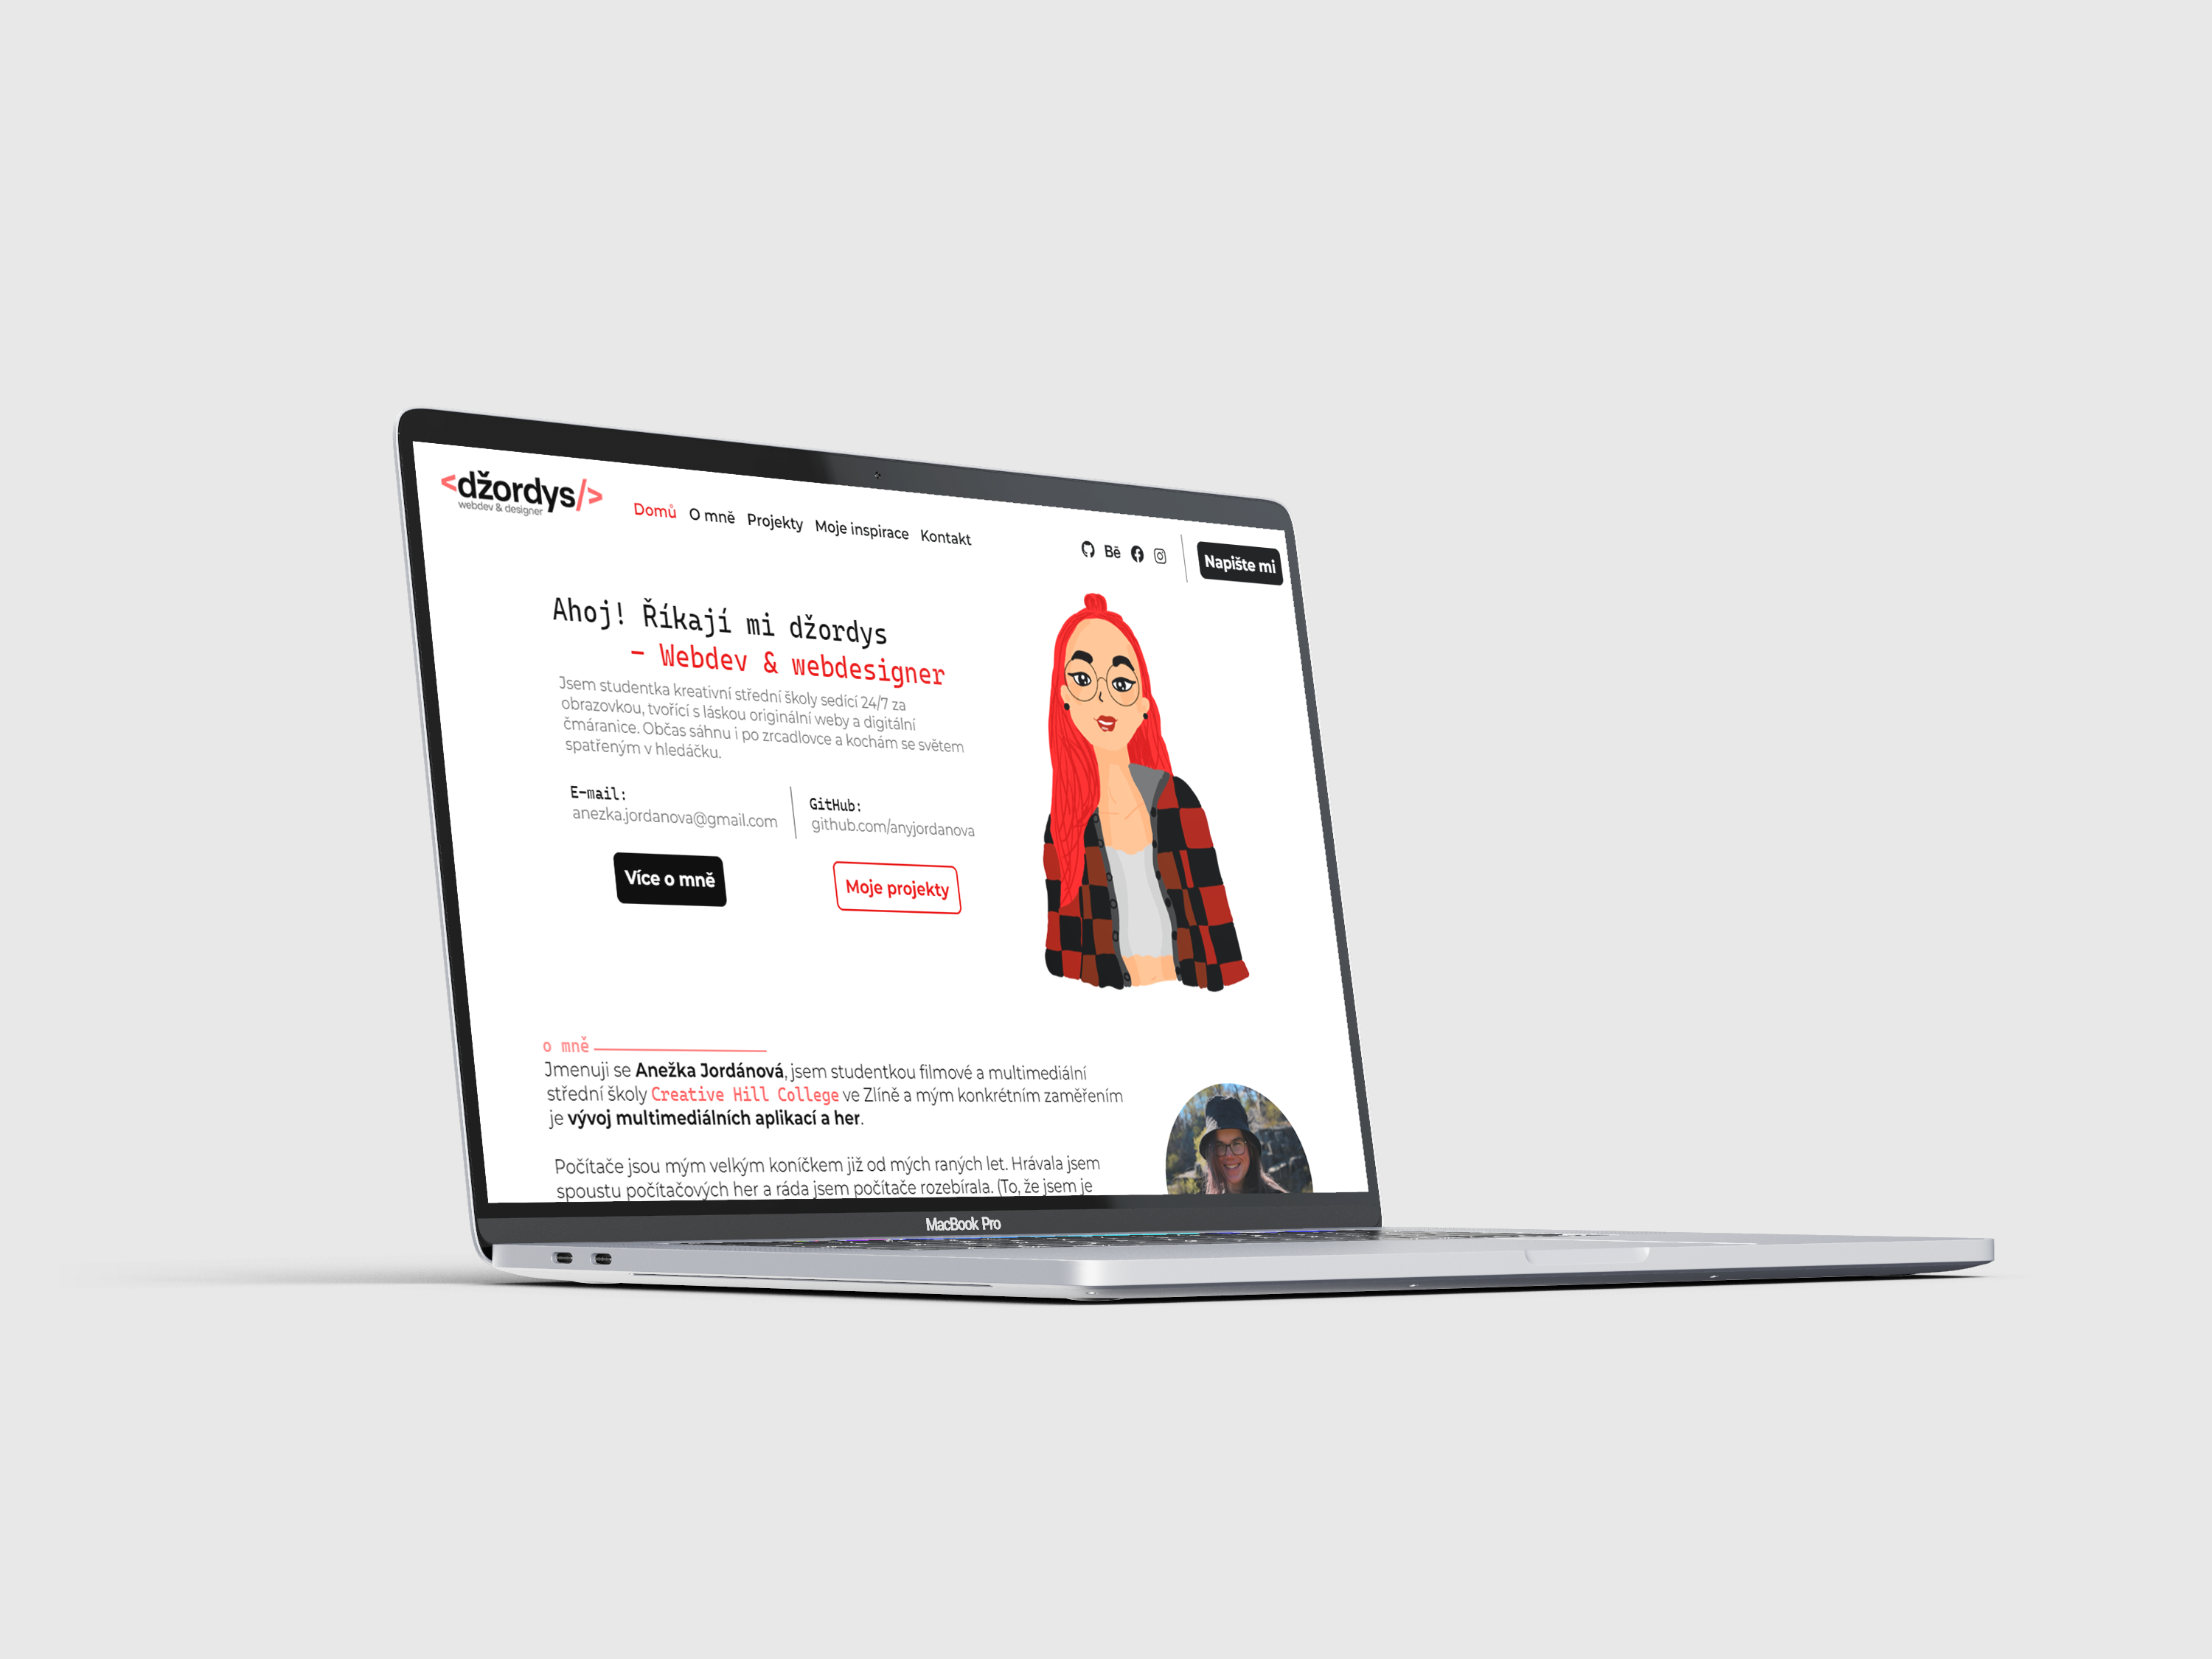 <džordys/>
webdev & designer
Domů O mně Projekty Moje inspirace Kontakt
Bē
Napište mi
Ahoj! Říkají mi džordys
– Webdev & webdesigner
Jsem studentka kreativní střední školy sedící 24/7 za
obrazovkou, tvořící s láskou originální weby a digitální
čmáranice. Občas sáhnu i po zrcadlovce a kochám se světem
spatřeným v hledáčku.
E-mail:
anezka.jordanova@gmail.com
GitHub:
github.com/anyjordanova
Více o mně
Moje projekty
o mně
Jmenuji se Anežka Jordánová, jsem studentkou filmové a multimediální
střední školy Creative Hill College ve Zlíně a mým konkrétním zaměřením
je vývoj multimediálních aplikací a her.
Počítače jsou mým velkým koníčkem již od mých raných let. Hrávala jsem
spoustu počítačových her a ráda jsem počítače rozebírala. (To, že jsem je
MacBook Pro